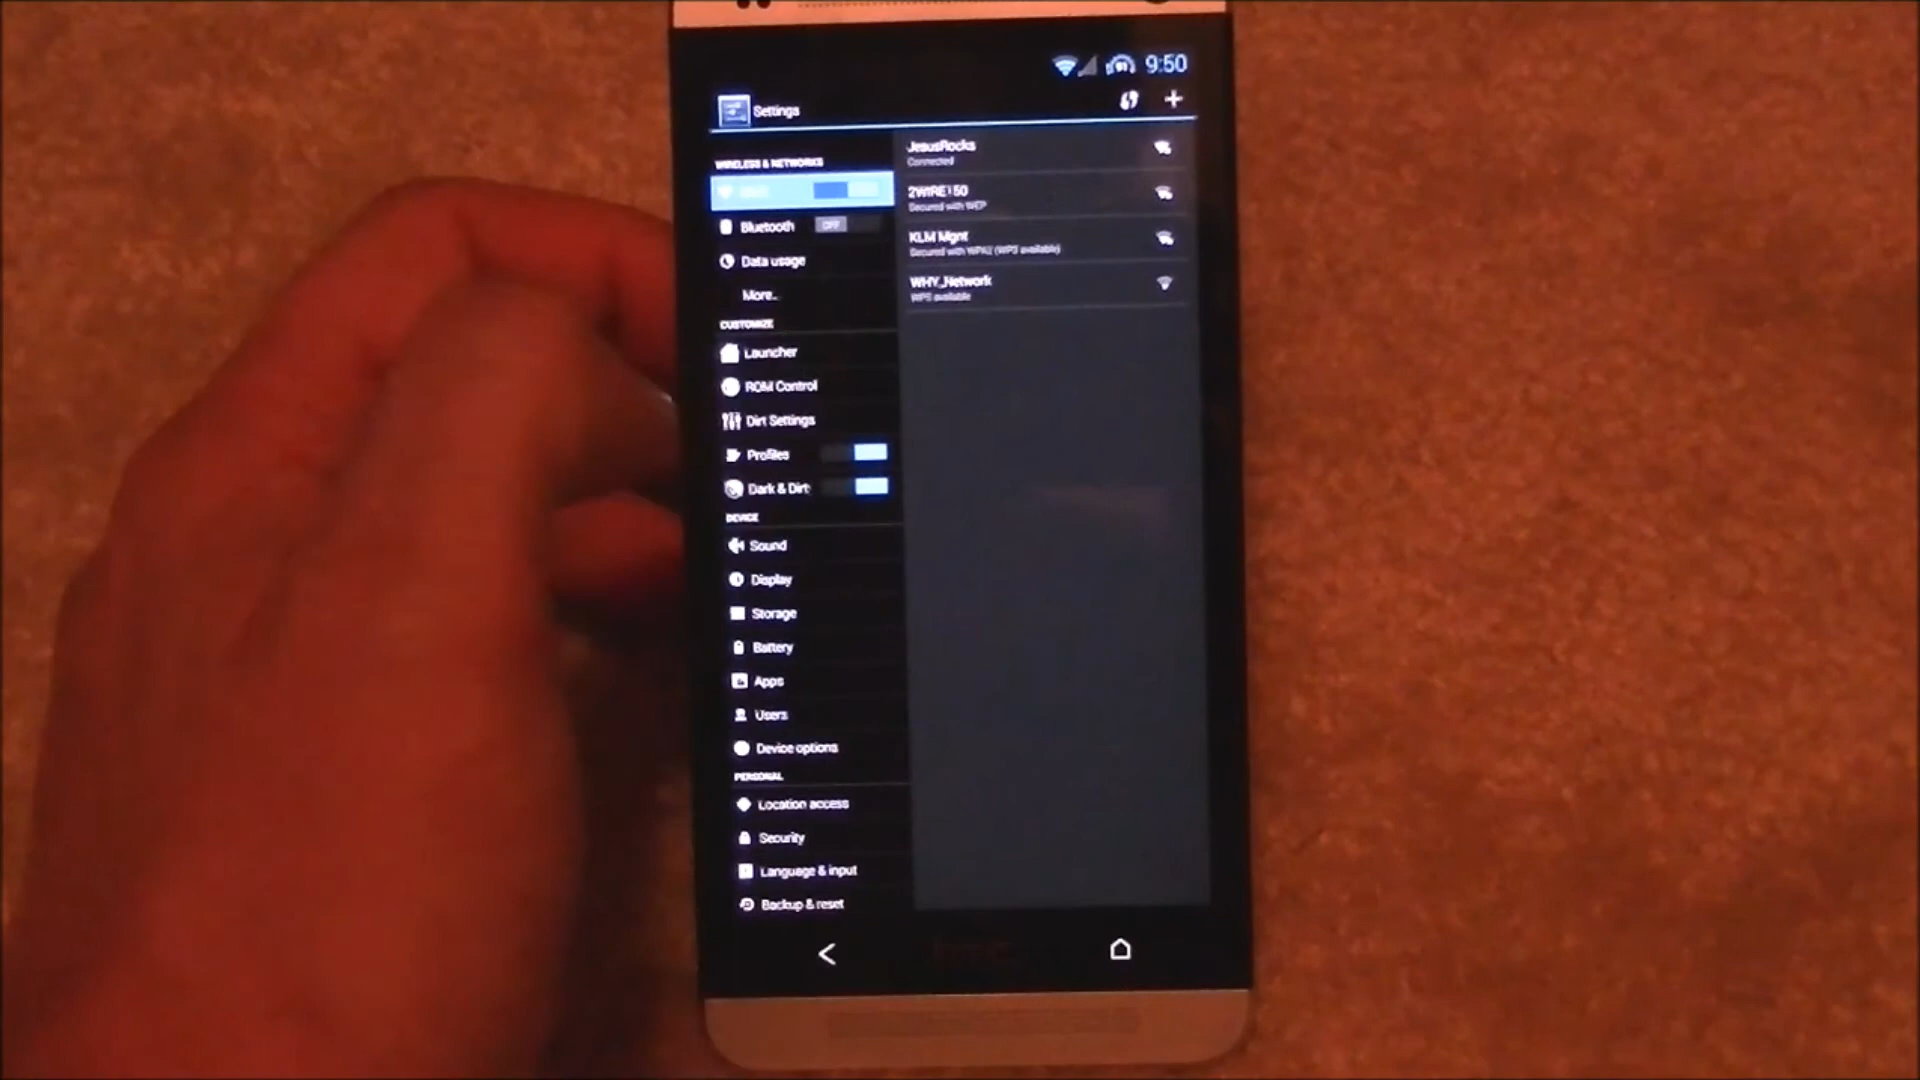 9:50
Settings
WIRELESS & NETWORKS
Bluetooth OFF
Data usage
More...
CUSTOMIZE
Launcher
ROM Control
Dirt Settings
Profiles
Dark & Dirt
DEVICE
Sound
Display
Storage
Battery
Apps
Users
Device options
PERSONAL
Location access
Security
Language & input
Backup & reset
JesusRocks
Connected
2WIRE150
Secured with WEP
KLM Mgnt
Secured with WPA2 (WPS available)
WHY_Network
WPS available
hTC